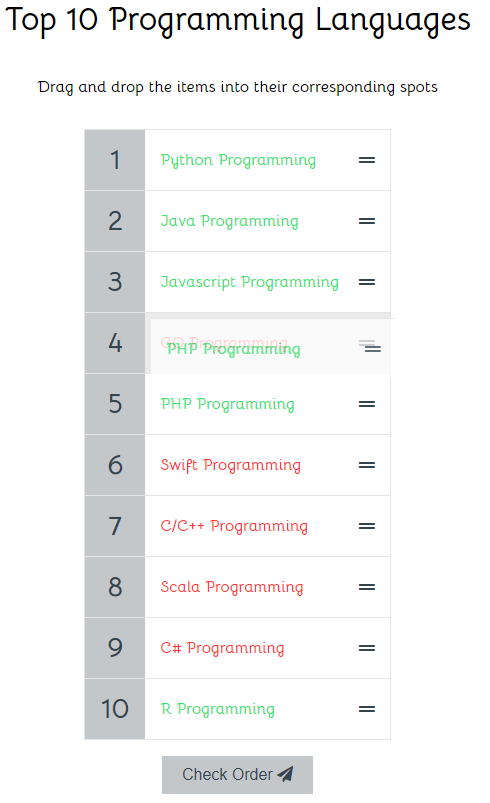 Top 10 Programming Languages
Drag and drop the items into their corresponding spots
1 Python Programming
2 Java Programming
3 Javascript Programming
4 GO Programming
PHP Programming
5 PHP Programming
6 Swift Programming
7 C/C++ Programming
8 Scala Programming
9 C# Programming
10 R Programming
Check Order